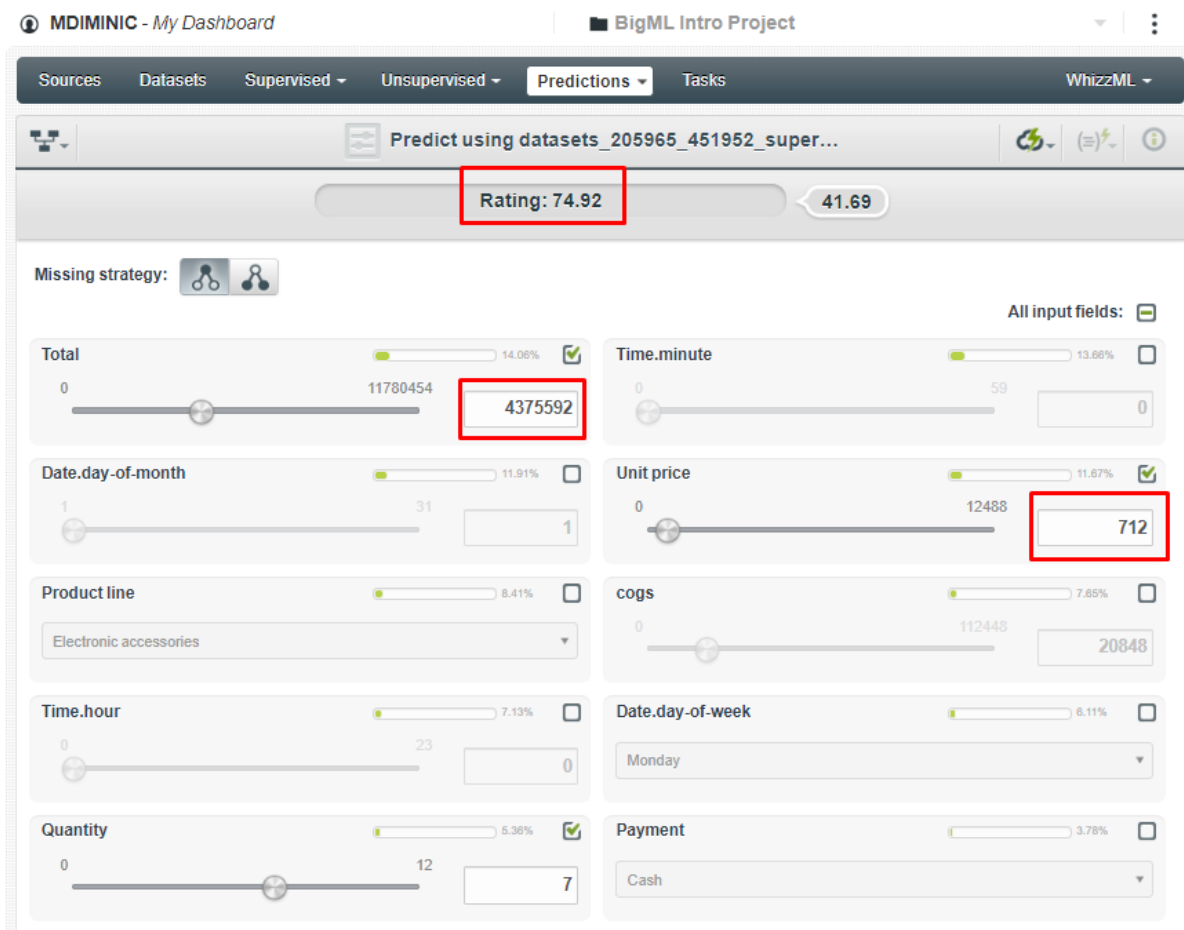 MDIMINIC - My Dashboard BigML Intro Project
Sources Datasets Supervised Unsupervised Predictions Tasks WhizzML
Predict using datasets_205965_451952_super...
Rating: 74.92 41.69
Missing strategy:
All input fields:
Total 14.06% Time.minute 13.66%
0 11780454 4375592 0 59 0
Date.day-of-month 11.91% Unit price 11.67%
1 31 1 0 12488 712
Product line 8.41% cogs 7.65%
Electronic accessories 0 112448 20848
Time.hour 7.13% Date.day-of-week 6.11%
0 23 0 Monday
Quantity 5.36% Payment 3.78%
0 12 7 Cash